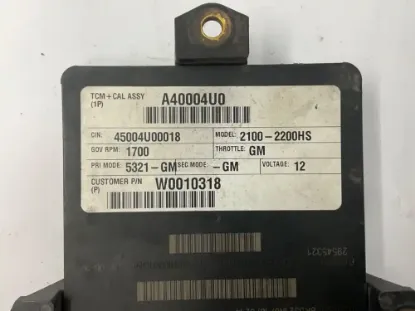 TCM + CAL ASSY A40004U0
(1P)
C/N: 45004U00018 MODEL: 2100-2200HS
GOV RPM: 1700 THROTTLE: GM
PRI MODE: 5321-GM SEC MODE: -GM VOLTAGE: 12
CUSTOMER P/N W0010318
(P)
29545321